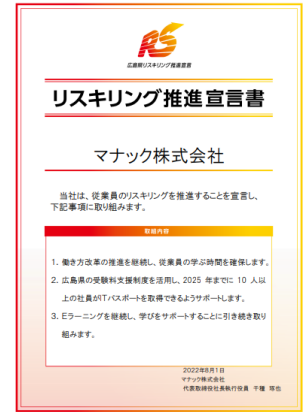 RS
広島県リスキリング推進宣言
リスキリング推進宣言書
マナック株式会社
当社は、従業員のリスキリングを推進することを宣言し、
下記事項に取り組みます。
取組内容
1. 働き方改革の推進を継続し、従業員の学ぶ時間を確保します。
2. 広島県の受験料支援制度を活用し、2025 年までに 10 人以
上の社員がITパスポートを取得できるようサポートします。
3. Eラーニングを継続し、学びをサポートすることに引き続き取り
組みます。
2022年8月1日
マナック株式会社
代表取締役社長執行役員 千種 琢也